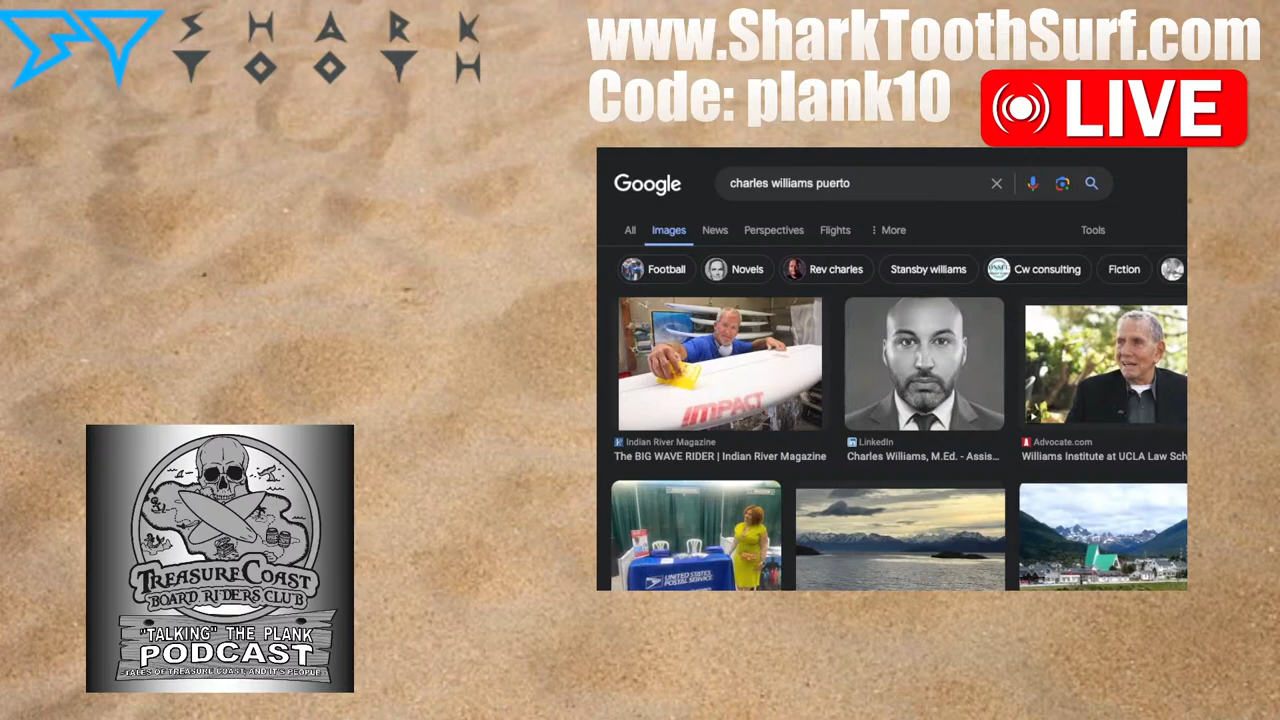 SHARK
TOOTH
www.SharkToothSurf.com
Code: plank10
LIVE
Google
charles williams puerto
All
Images
News
Perspectives
Flights
More
Tools
Football
Novels
Rev charles
Stansby williams
Cw consulting
Fiction
IMPACT
Indian River Magazine
The BIG WAVE RIDER | Indian River Magazine
LinkedIn
Charles Williams, M.Ed. - Assis...
Advocate.com
Williams Institute at UCLA Law Sch
UNITED STATES
POSTAL SERVICE
TREASURE COAST
BOARD RIDERS CLUB
"TALKING" THE PLANK
PODCAST
-TALES OF TREASURE COAST, AND IT'S PEOPLE-